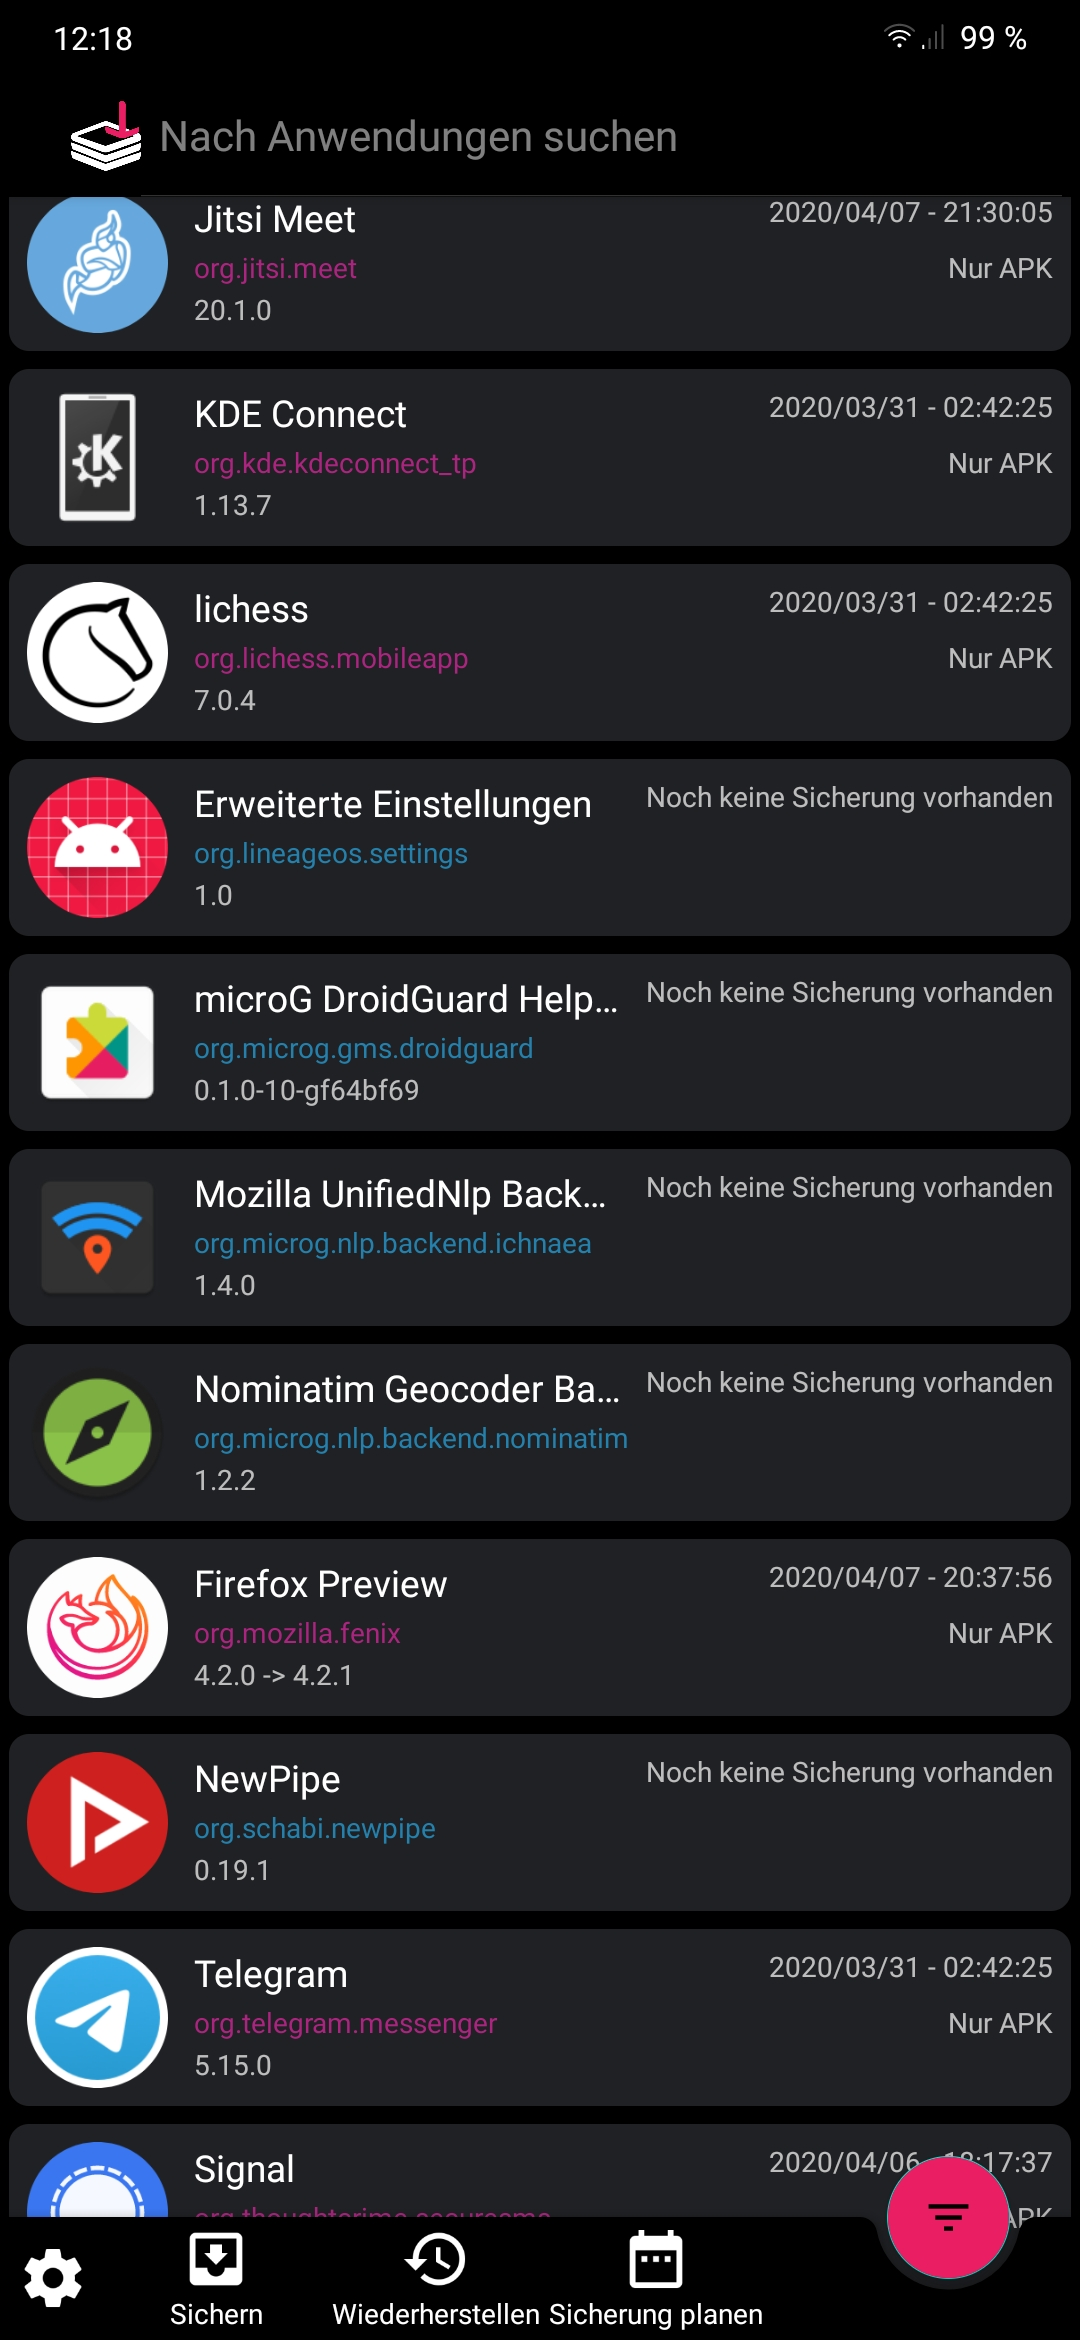 12:18
99 %
Nach Anwendungen suchen
Jitsi Meet
2020/04/07 - 21:30:05
org.jitsi.meet
Nur APK
20.1.0
KDE Connect
2020/03/31 - 02:42:25
org.kde.kdeconnect_tp
Nur APK
1.13.7
lichess
2020/03/31 - 02:42:25
org.lichess.mobileapp
Nur APK
7.0.4
Erweiterte Einstellungen
Noch keine Sicherung vorhanden
org.lineageos.settings
1.0
microG DroidGuard Help...
Noch keine Sicherung vorhanden
org.microg.gms.droidguard
0.1.0-10-gf64bf69
Mozilla UnifiedNlp Back...
Noch keine Sicherung vorhanden
org.microg.nlp.backend.ichnaea
1.4.0
Nominatim Geocoder Ba...
Noch keine Sicherung vorhanden
org.microg.nlp.backend.nominatim
1.2.2
Firefox Preview
2020/04/07 - 20:37:56
org.mozilla.fenix
Nur APK
4.2.0 -> 4.2.1
NewPipe
Noch keine Sicherung vorhanden
org.schabi.newpipe
0.19.1
Telegram
2020/03/31 - 02:42:25
org.telegram.messenger
Nur APK
5.15.0
Signal
2020/04/06 - :17:37
APK
Sichern
Wiederherstellen
Sicherung planen